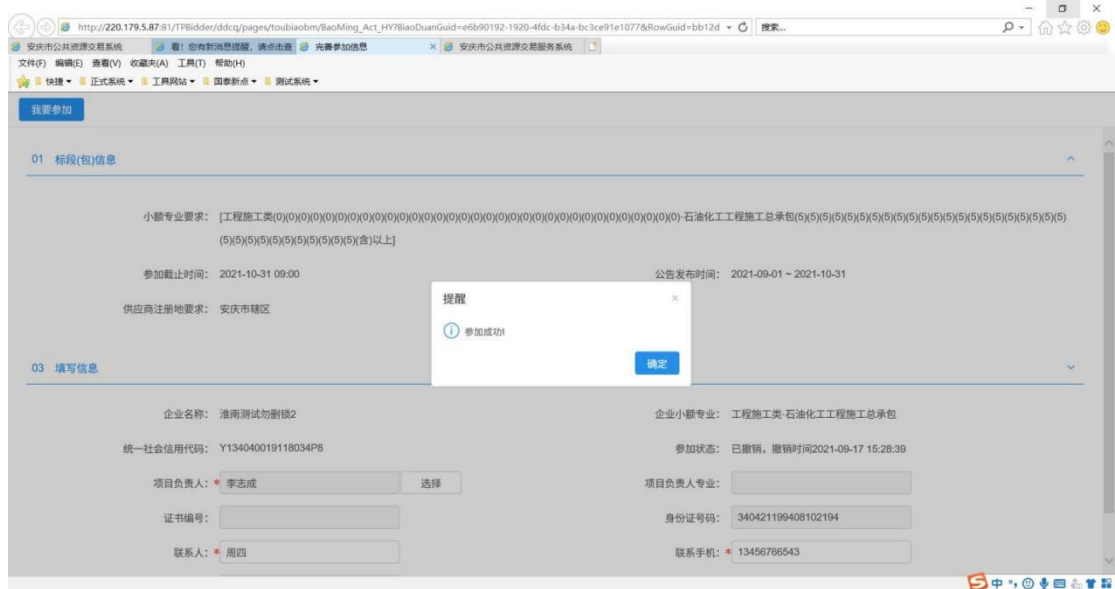 http://220.179.5.87:81/TPBidder/ddcq/pages/toubiaobm/BaoMing_Act_HY?BiaoDuanGuid=e6b90192-1920-4fdc-b34a-bc3ce91e1077&RowGuid=bb12d
搜索...
安庆市公共资源交易系统
看！您有新消息提醒，请点击查
完善参加信息
安庆市公共资源交易服务系统
文件(F) 编辑(E) 查看(V) 收藏夹(A) 工具(T) 帮助(H)
快捷 正式系统 工具网站 国泰新点 测试系统
我要参加
01 标段(包)信息
小额专业要求： [工程施工类(0)(0)(0)(0)(0)(0)(0)(0)(0)(0)(0)(0)(0)(0)(0)(0)(0)(0)(0)(0)(0)(0)(0)(0)(0)(0)(0)(0)(0)(0)(0)(0)(0)(0)(0)(0)-石油化工工程施工总承包(5)(5)(5)(5)(5)(5)(5)(5)(5)(5)(5)(5)(5)(5)(5)(5)(5)(5)(5)(5)(5)(5)(5)(5)
(5)(5)(5)(5)(5)(5)(5)(5)(5)(5)(5)(5)(含)以上]
参加截止时间： 2021-10-31 09:00 公告发布时间： 2021-09-01 ~ 2021-10-31
供应商注册地要求： 安庆市辖区
提醒
参加成功!
确定
03 填写信息
企业名称： 淮南测试勿删锁2 企业小额专业： 工程施工类·石油化工工程施工总承包
统一社会信用代码： Y134040019118034P8 参加状态： 已撤销，撤销时间2021-09-17 15:28:39
项目负责人：* 李志成 选择 项目负责人专业：
证书编号： 身份证号码： 340421199408102194
联系人：* 周四 联系手机：* 13456766543
中